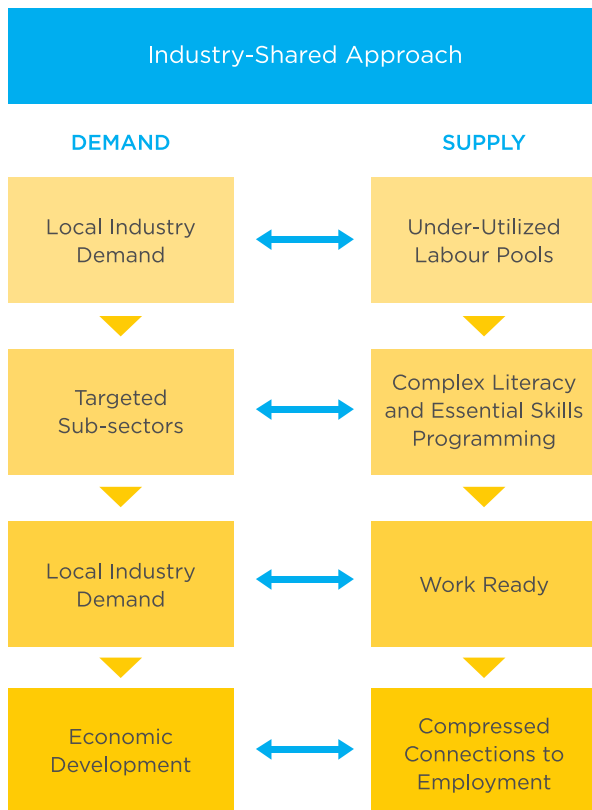 Industry-Shared Approach
DEMAND
SUPPLY
Local Industry
Demand
Under-Utilized
Labour Pools
Targeted
Sub-sectors
Complex Literacy
and Essential Skills
Programming
Local Industry
Demand
Work Ready
Economic
Development
Compressed
Connections to
Employment